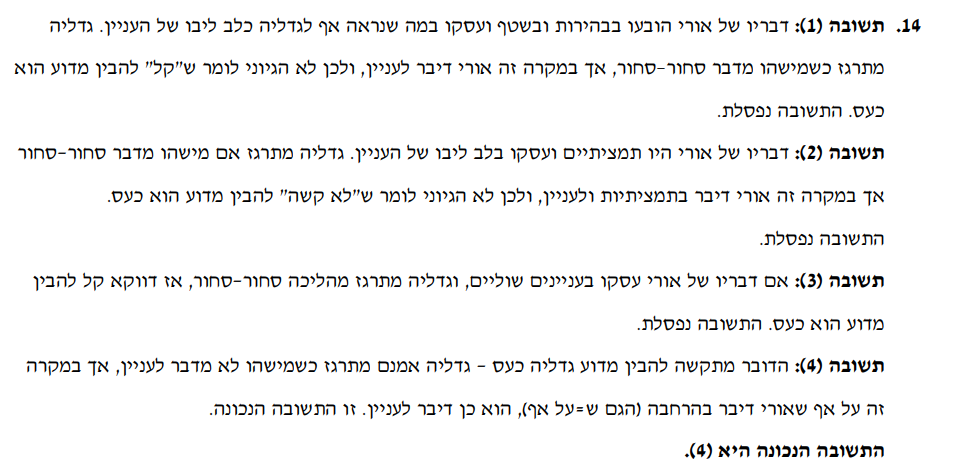 14. תשובה (1): דבריו של אורי הובעו בבהירות ובשטף ועסקו במה שנראה אף לגדליה כלב ליבו של העניין. גדליה
מתרגז כשמישהו מדבר סחור-סחור, אך במקרה זה אורי דיבר לעניין, ולכן לא הגיוני לומר ש"קל" להבין מדוע הוא
כעס. התשובה נפסלת.
תשובה (2): דבריו של אורי היו תמציתיים ועסקו בלב ליבו של העניין. גדליה מתרגז אם מישהו מדבר סחור-סחור
אך במקרה זה אורי דיבר בתמציתיות ולעניין, ולכן לא הגיוני לומר ש"לא קשה" להבין מדוע הוא כעס.
התשובה נפסלת.
תשובה (3): אם דבריו של אורי עסקו בעניינים שוליים, וגדליה מתרגז מהליכה סחור-סחור, אז דווקא קל להבין
מדוע הוא כעס. התשובה נפסלת.
תשובה (4): הדובר מתקשה להבין מדוע גדליה כעס - גדליה אמנם מתרגז כשמישהו לא מדבר לעניין, אך במקרה
זה על אף שאורי דיבר בהרחבה (הגם ש=על אף), הוא כן דיבר לעניין. זו התשובה הנכונה.
התשובה הנכונה היא (4).